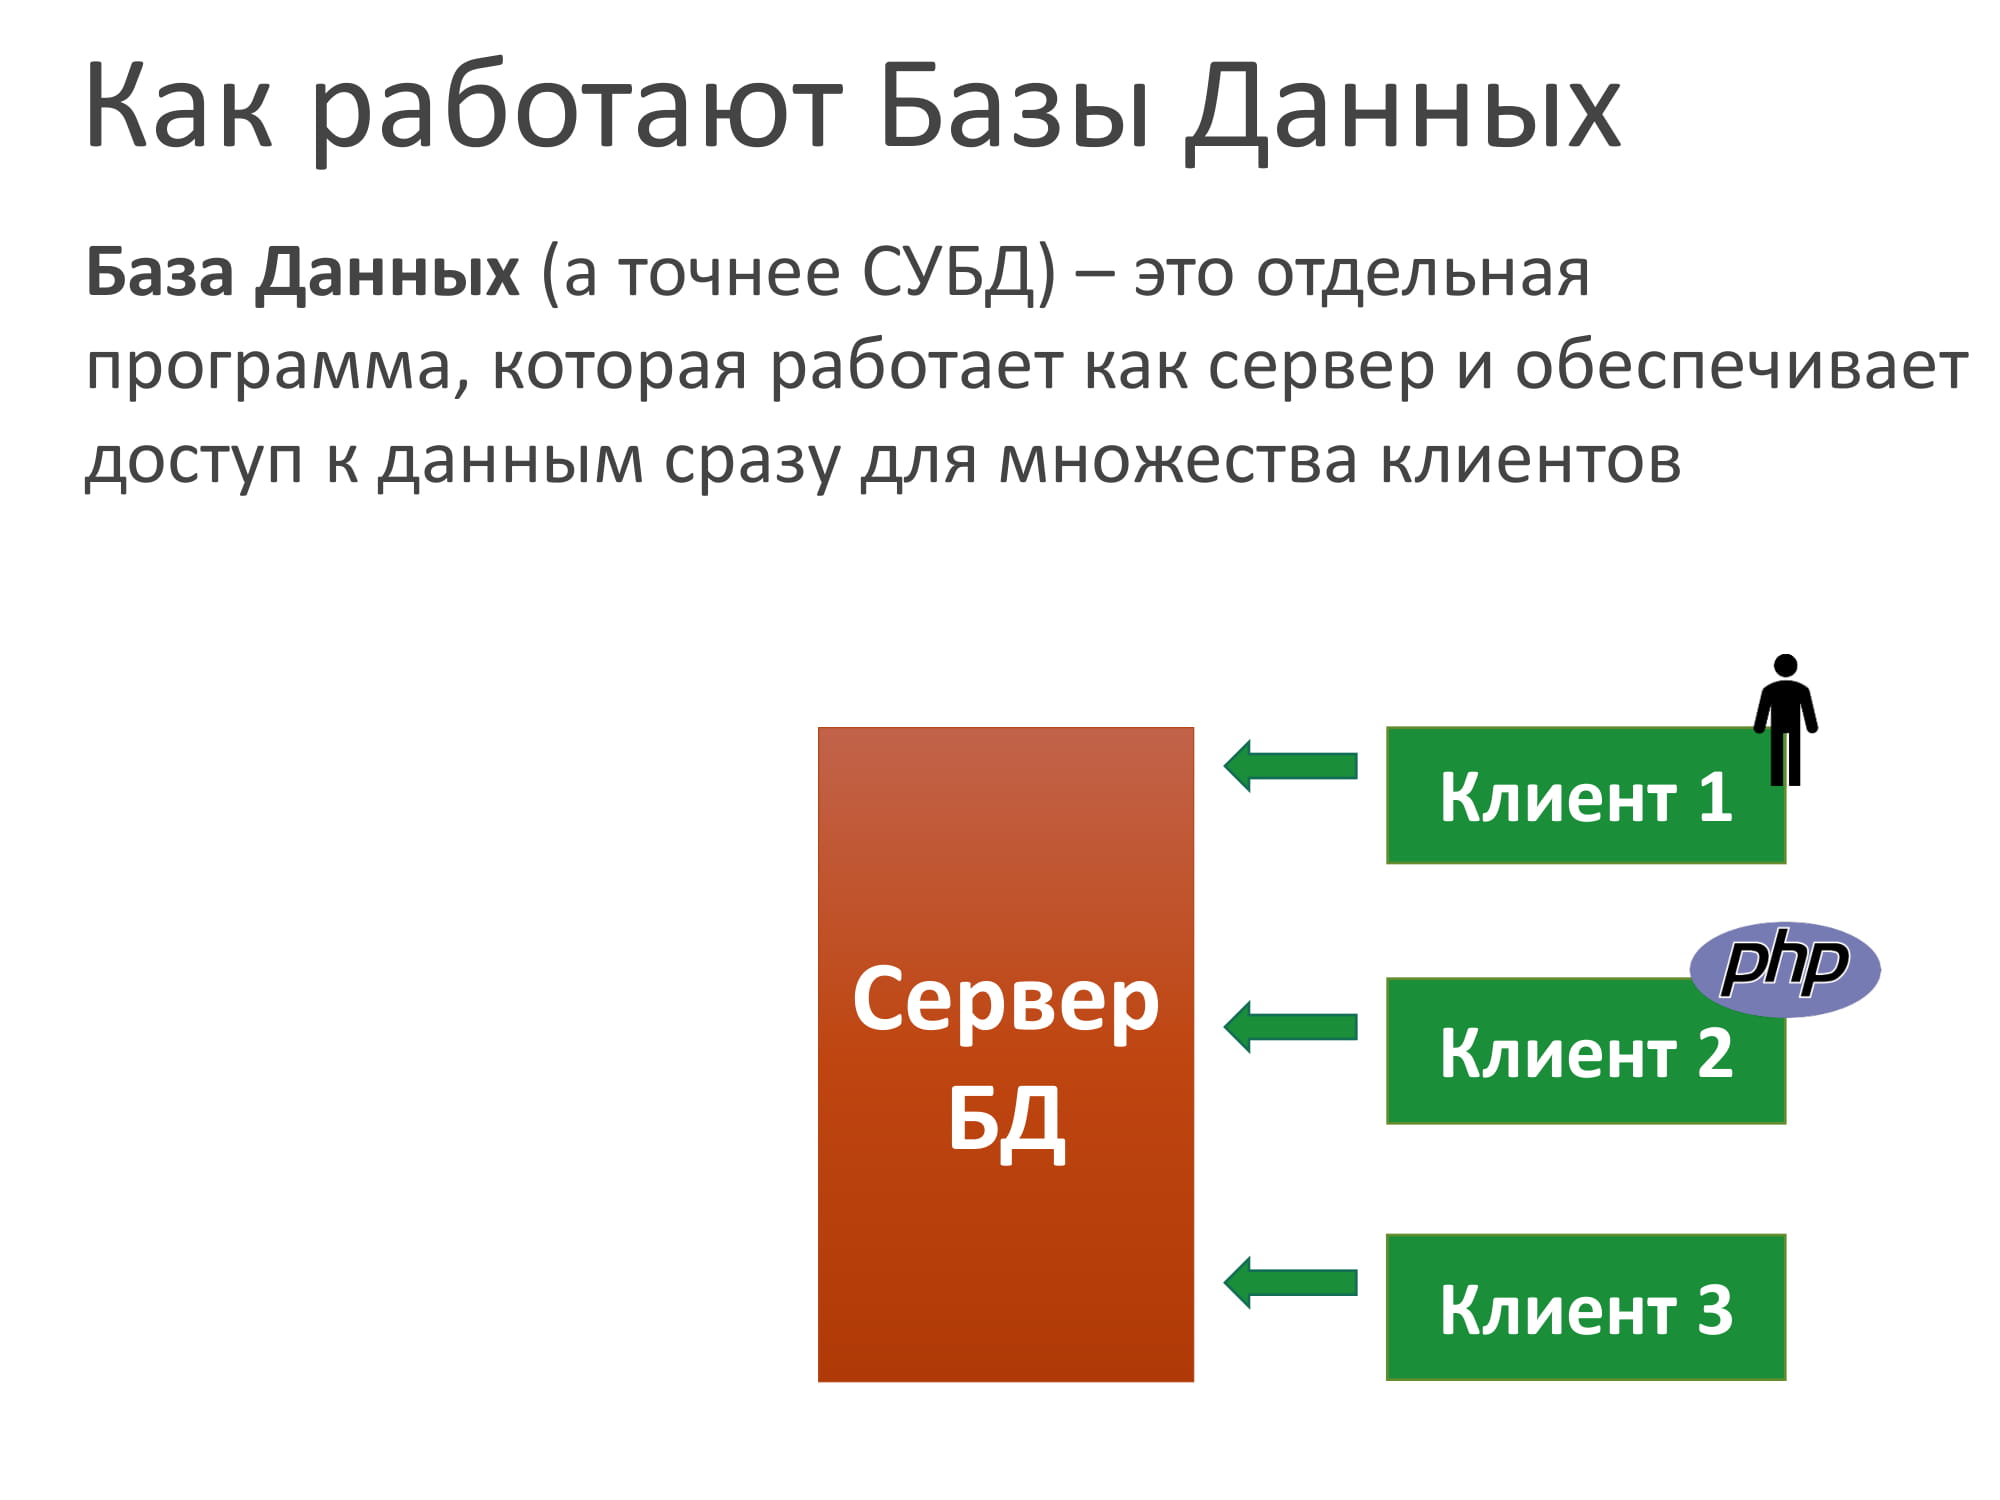 Как работают Базы Данных
База Данных (а точнее СУБД) – это отдельная
программа, которая работает как сервер и обеспечивает
доступ к данным сразу для множества клиентов
Сервер
БД
Клиент 1
php
Клиент 2
Клиент 3